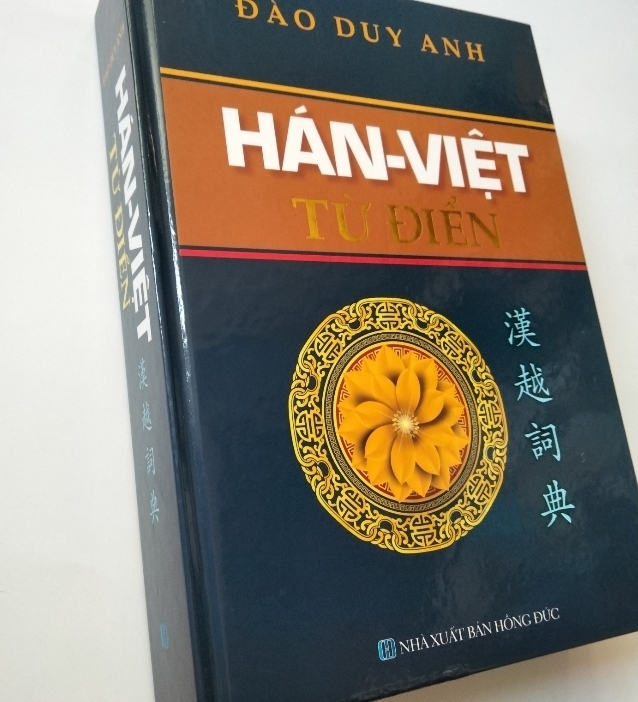 ĐÀO DUY ANH
HÁN-VIỆT
TỪ ĐIỂN
漢越詞典
NHÀ XUẤT BẢN HỒNG ĐỨC
HÁN-VIỆT
TỪ ĐIỂN
漢越詞典